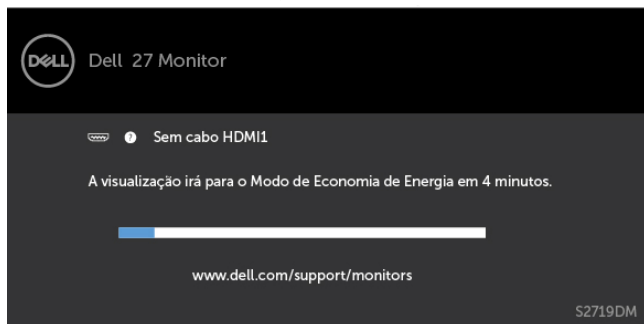 DELL
Dell 27 Monitor
? Sem cabo HDMI1
A visualização irá para o Modo de Economia de Energia em 4 minutos.
www.dell.com/support/monitors
S2719DM